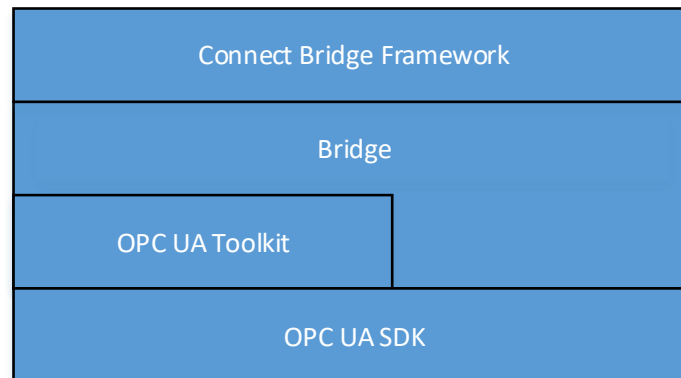 Connect Bridge Framework
Bridge
OPC UA Toolkit
OPC UA SDK